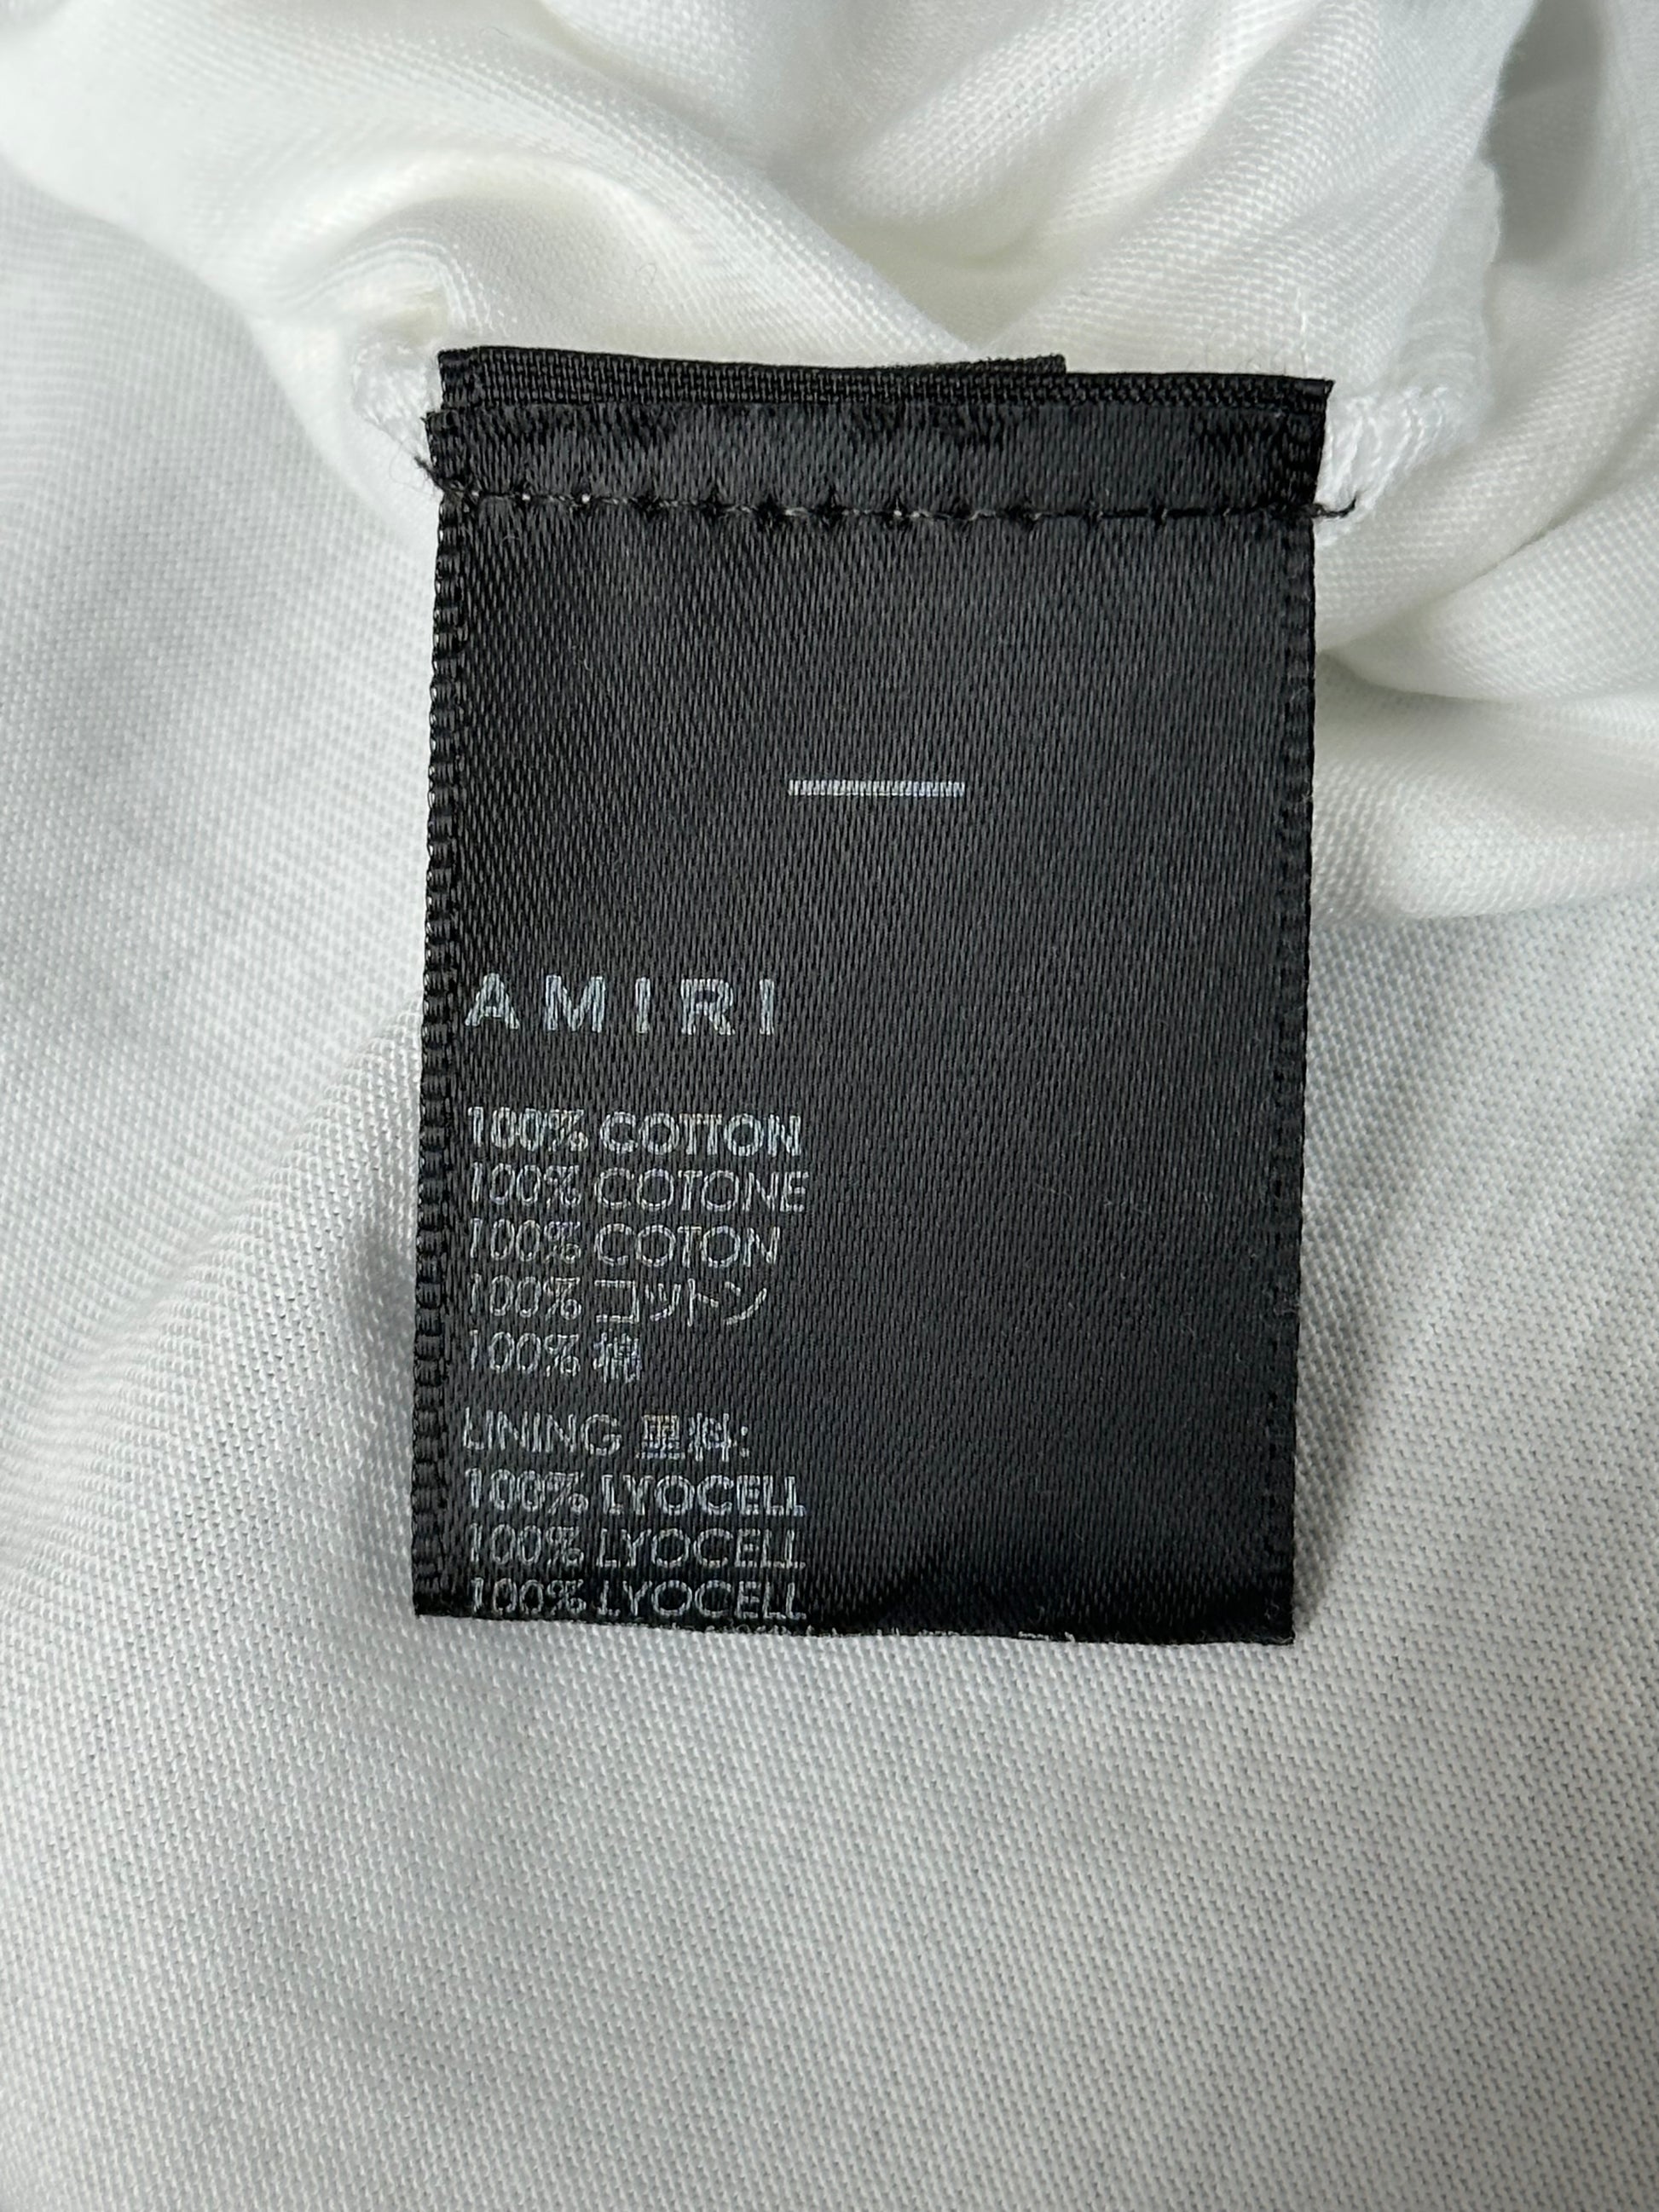 AMIRI
100% COTTON
100% COTONE
100% COTON
100% コットン
100% 棉
LINING 里料:
100% LYOCELL
100% LYOCELL
100% LYOCELL